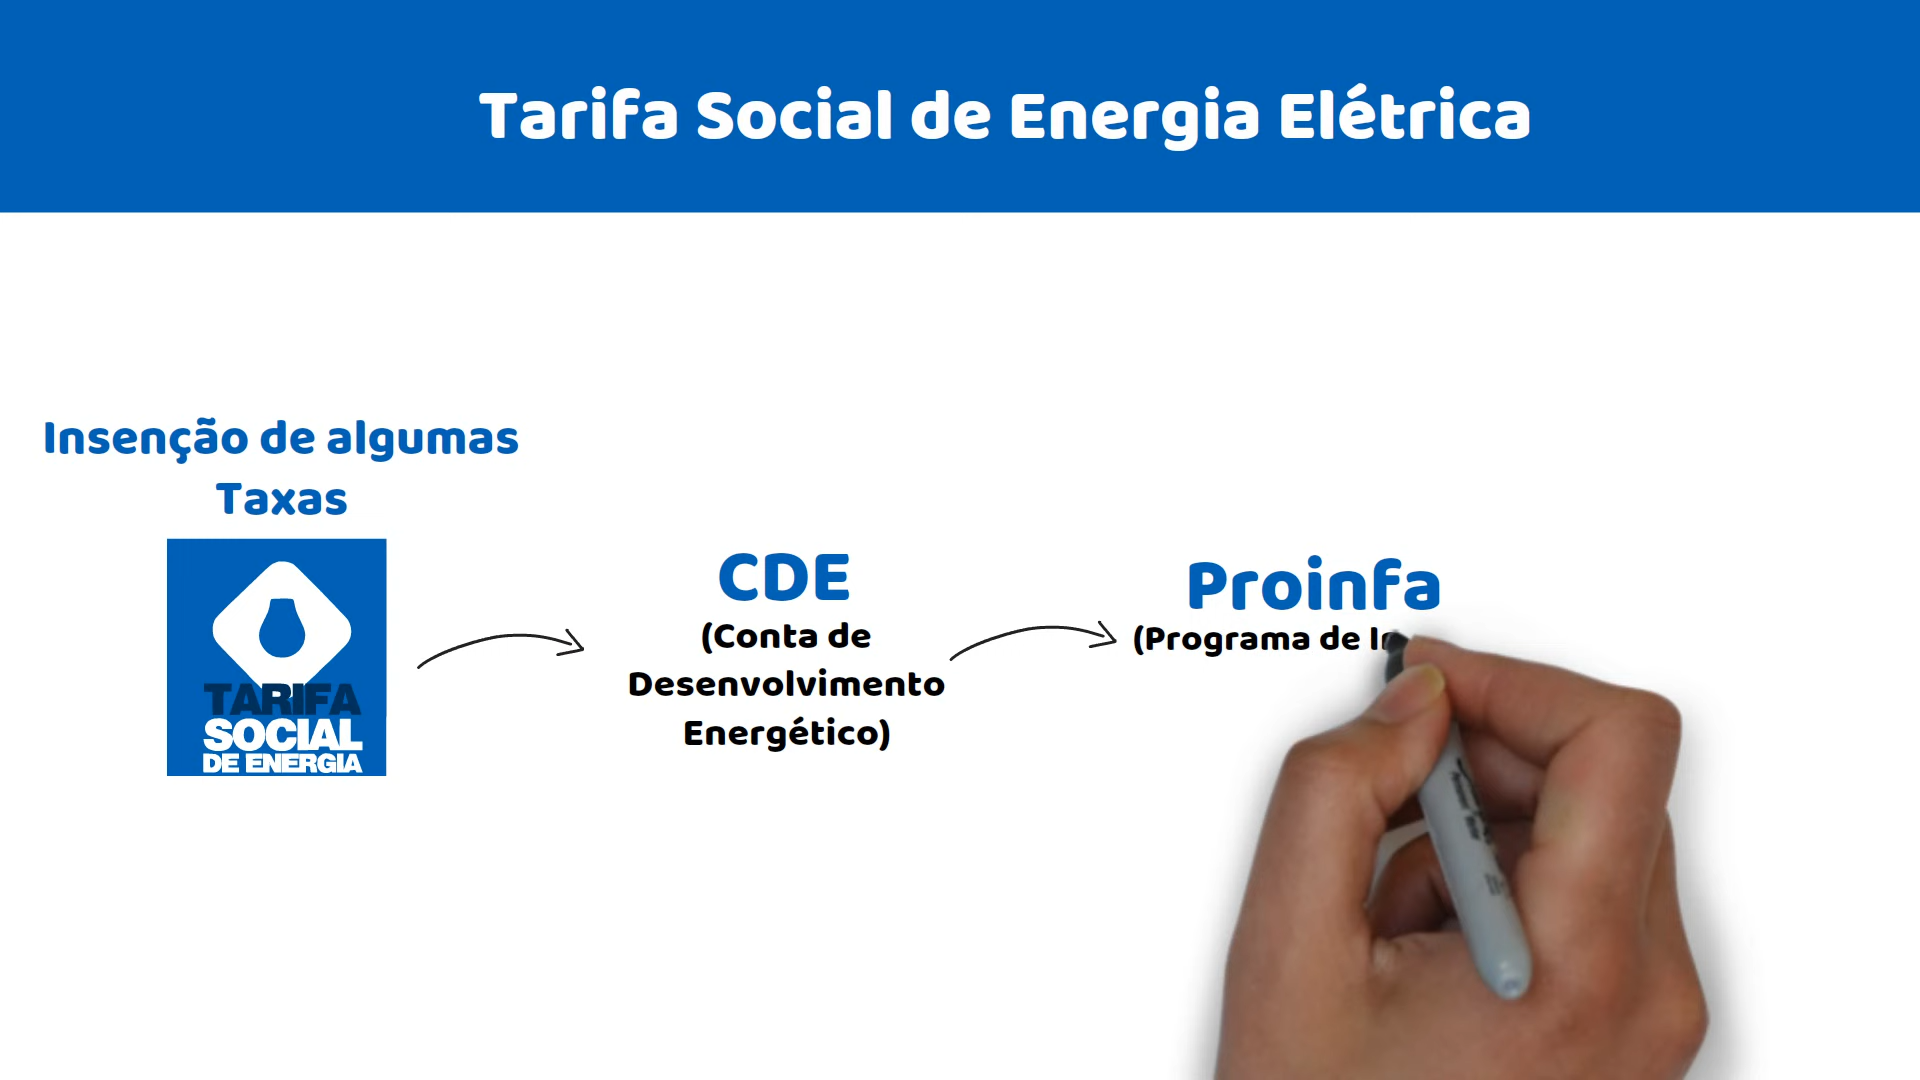 Tarifa Social de Energia Elétrica
Insenção de algumas
Taxas
TARIFA
SOCIAL
DE ENERGIA
CDE
(Conta de
Desenvolvimento
Energético)
Proinfa
(Programa de